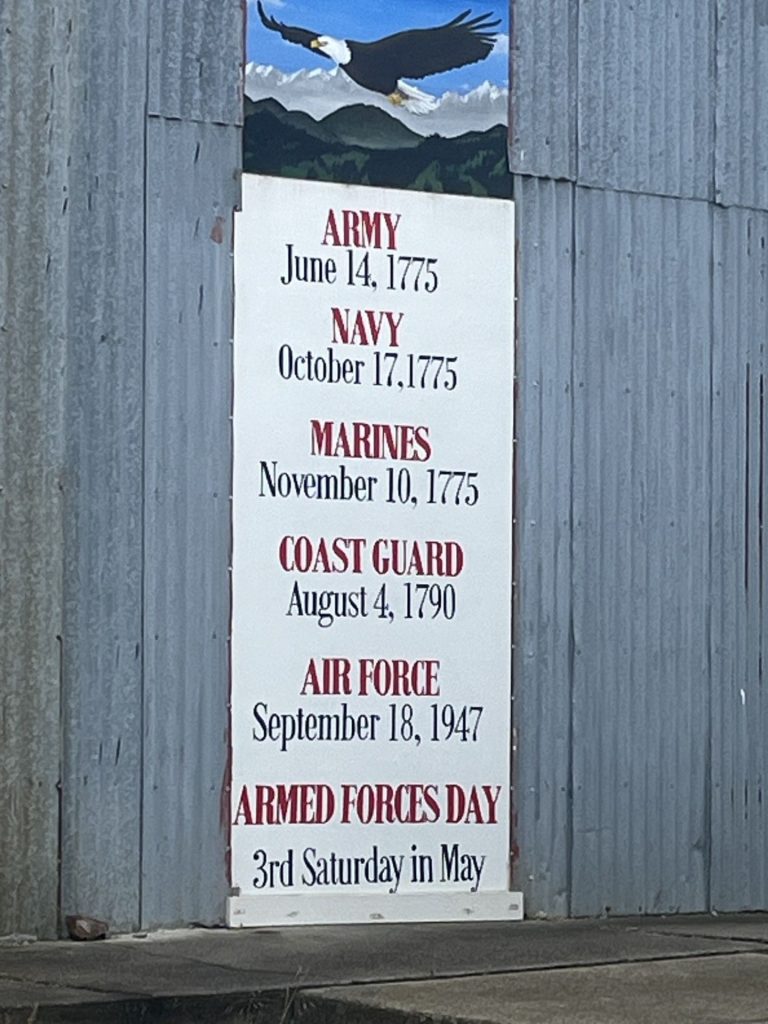 ARMY
June 14, 1775
NAVY
October 17,1775
MARINES
November 10, 1775
COAST GUARD
August 4, 1790
AIR FORCE
September 18, 1947
ARMED FORCES DAY
3rd Saturday in May